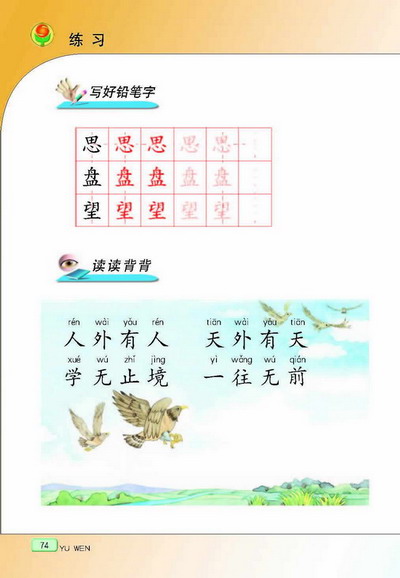 练习
写好铅笔字
思 思 思 思 思
盘 盘 盘 盘 盘
望 望 望 望 望
读读背背
rén wài yǒu rén tiān wài yǒu tiān
人外有人 天外有天
xué wú zhǐ jìng yì wǎng wú qián
学无止境 一往无前
74 YU WEN